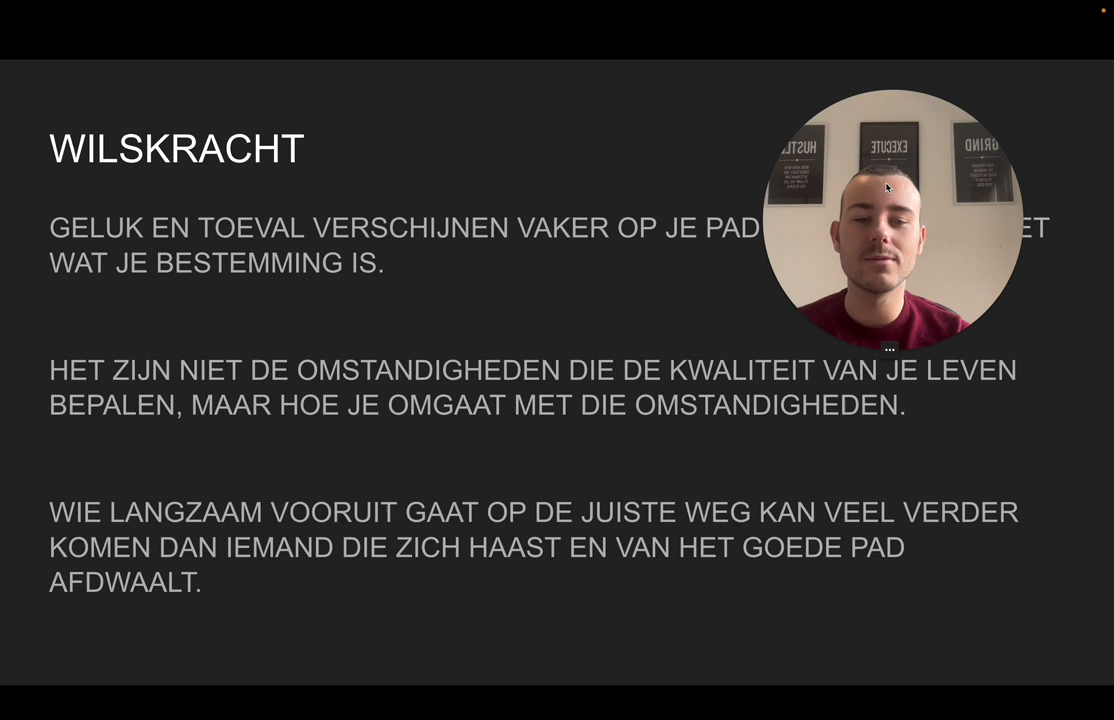 WILSKRACHT
GELUK EN TOEVAL VERSCHIJNEN VAKER OP JE PAD ET
WAT JE BESTEMMING IS.
HET ZIJN NIET DE OMSTANDIGHEDEN DIE DE KWALITEIT VAN JE LEVEN
BEPALEN, MAAR HOE JE OMGAAT MET DIE OMSTANDIGHEDEN.
WIE LANGZAAM VOORUIT GAAT OP DE JUISTE WEG KAN VEEL VERDER
KOMEN DAN IEMAND DIE ZICH HAAST EN VAN HET GOEDE PAD
AFDWAALT.
HUSTLE
EXECUTE
GRIND